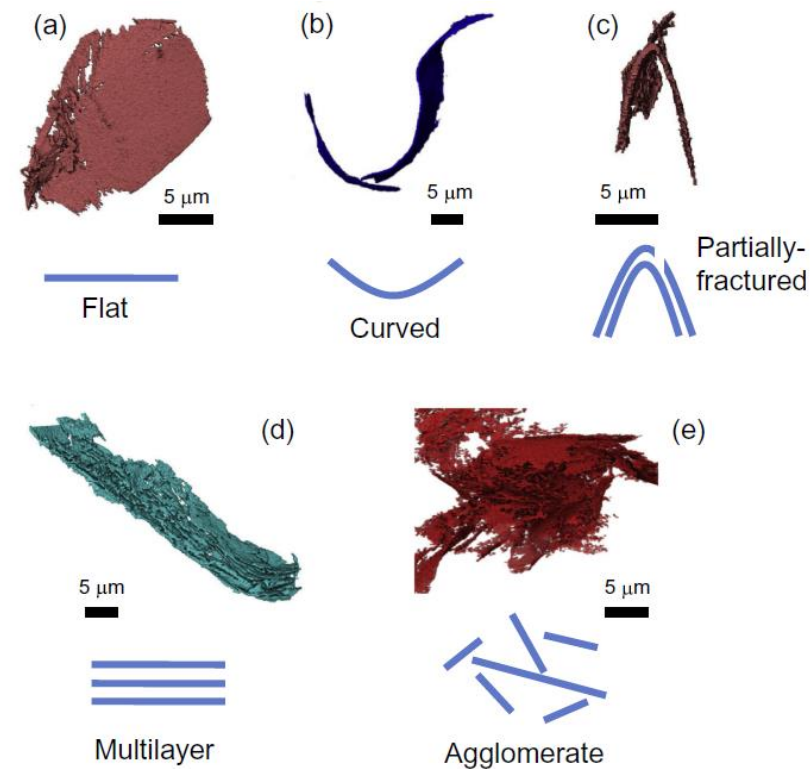 (a)
(b)
(c)
5 μm
5 μm
5 μm
Flat
Curved
Partially-
fractured
(d)
(e)
5 μm
5 μm
Multilayer
Agglomerate